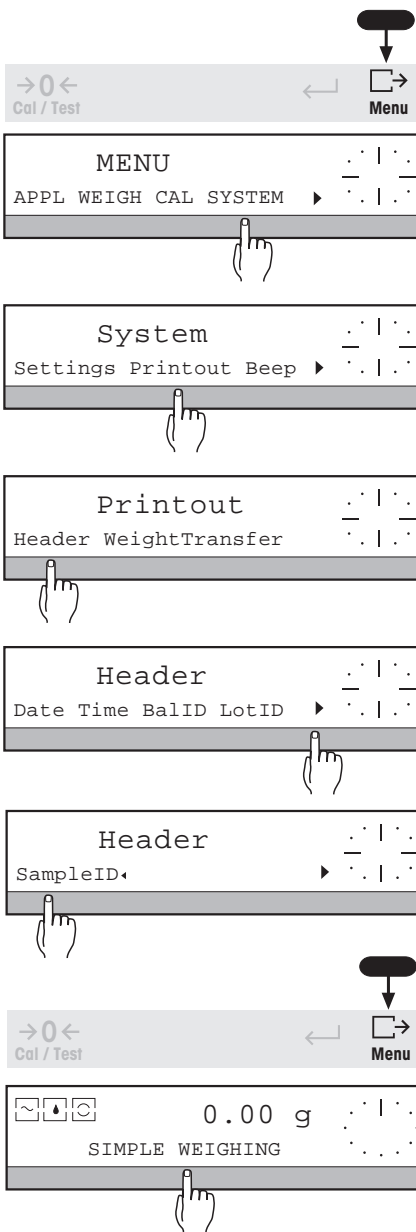 →0←
Cal / Test
Menu
MENU
APPL WEIGH CAL SYSTEM
System
Settings Printout Beep
Printout
Header WeightTransfer
Header
Date Time BalID LotID
Header
SampleID
→0←
Cal / Test
Menu
0.00 g
SIMPLE WEIGHING